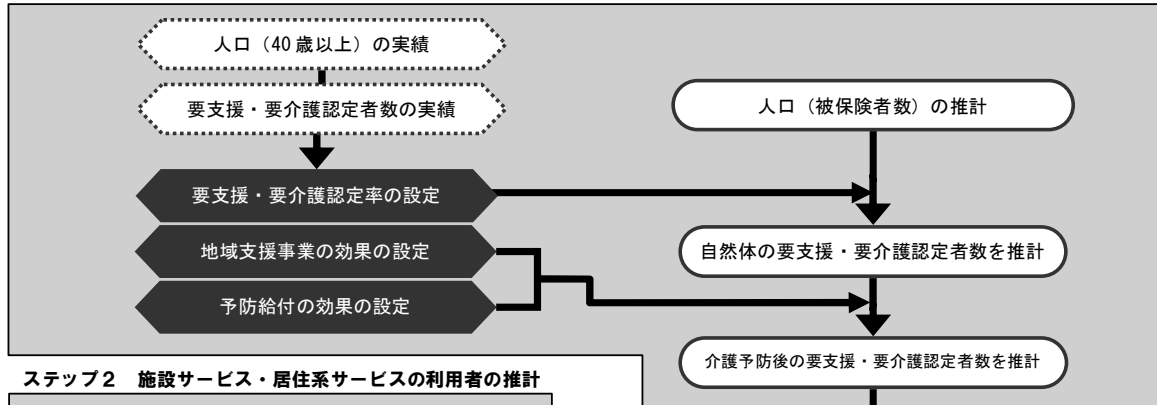 人口（40歳以上）の実績
要支援・要介護認定者数の実績
人口（被保険者数）の推計
要支援・要介護認定率の設定
地域支援事業の効果の設定
自然体の要支援・要介護認定者数を推計
予防給付の効果の設定
介護予防後の要支援・要介護認定者数を推計
ステップ２　施設サービス・居住系サービスの利用者の推計